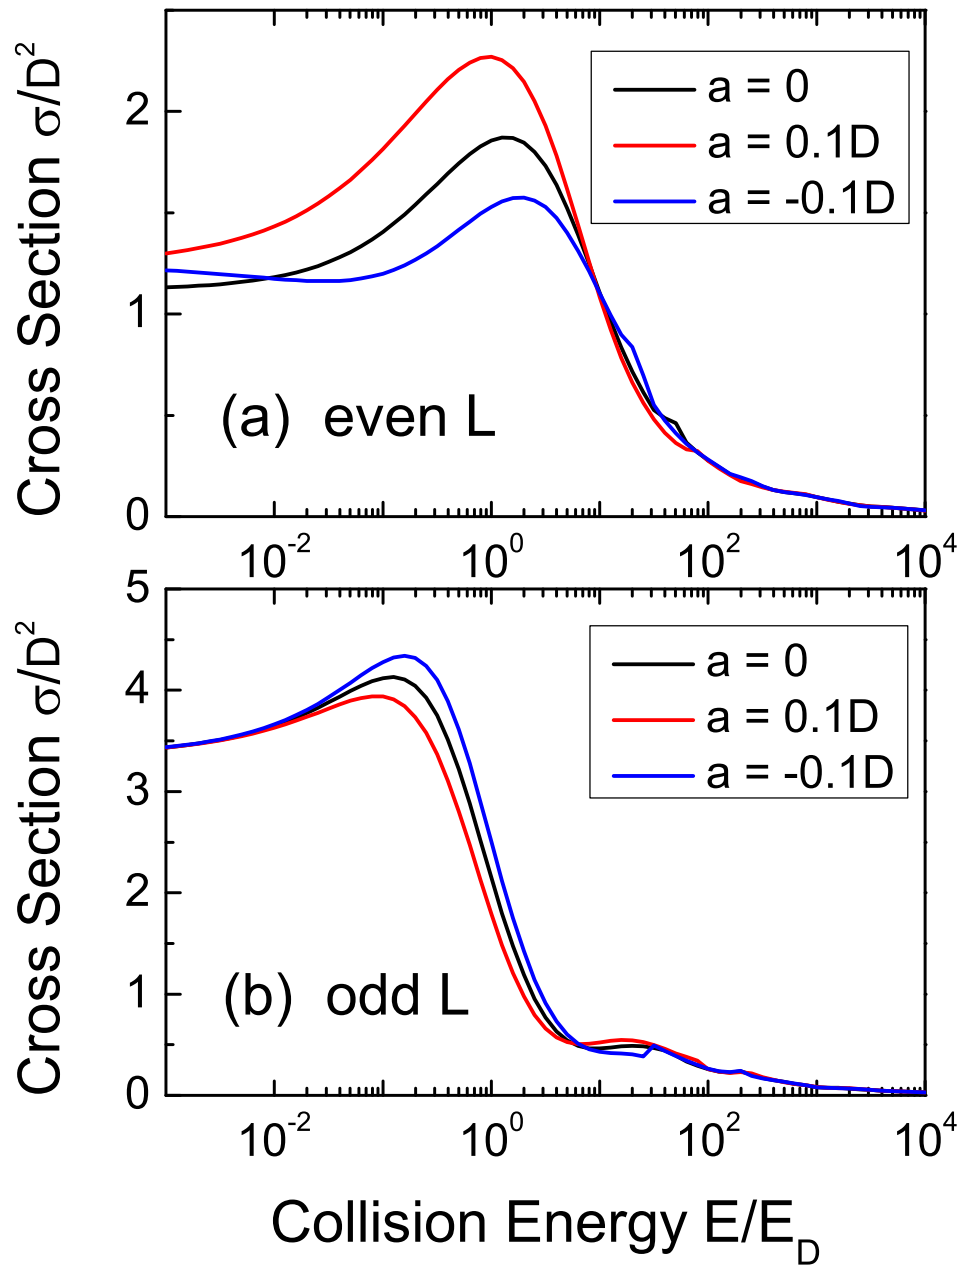 Cross Section σ/D²
2
1
0
a = 0
a = 0.1D
a = -0.1D
(a) even L
10⁻² 10⁰ 10² 10⁴
Cross Section σ/D²
5
4
3
2
1
0
a = 0
a = 0.1D
a = -0.1D
(b) odd L
10⁻² 10⁰ 10² 10⁴
Collision Energy E/E_D